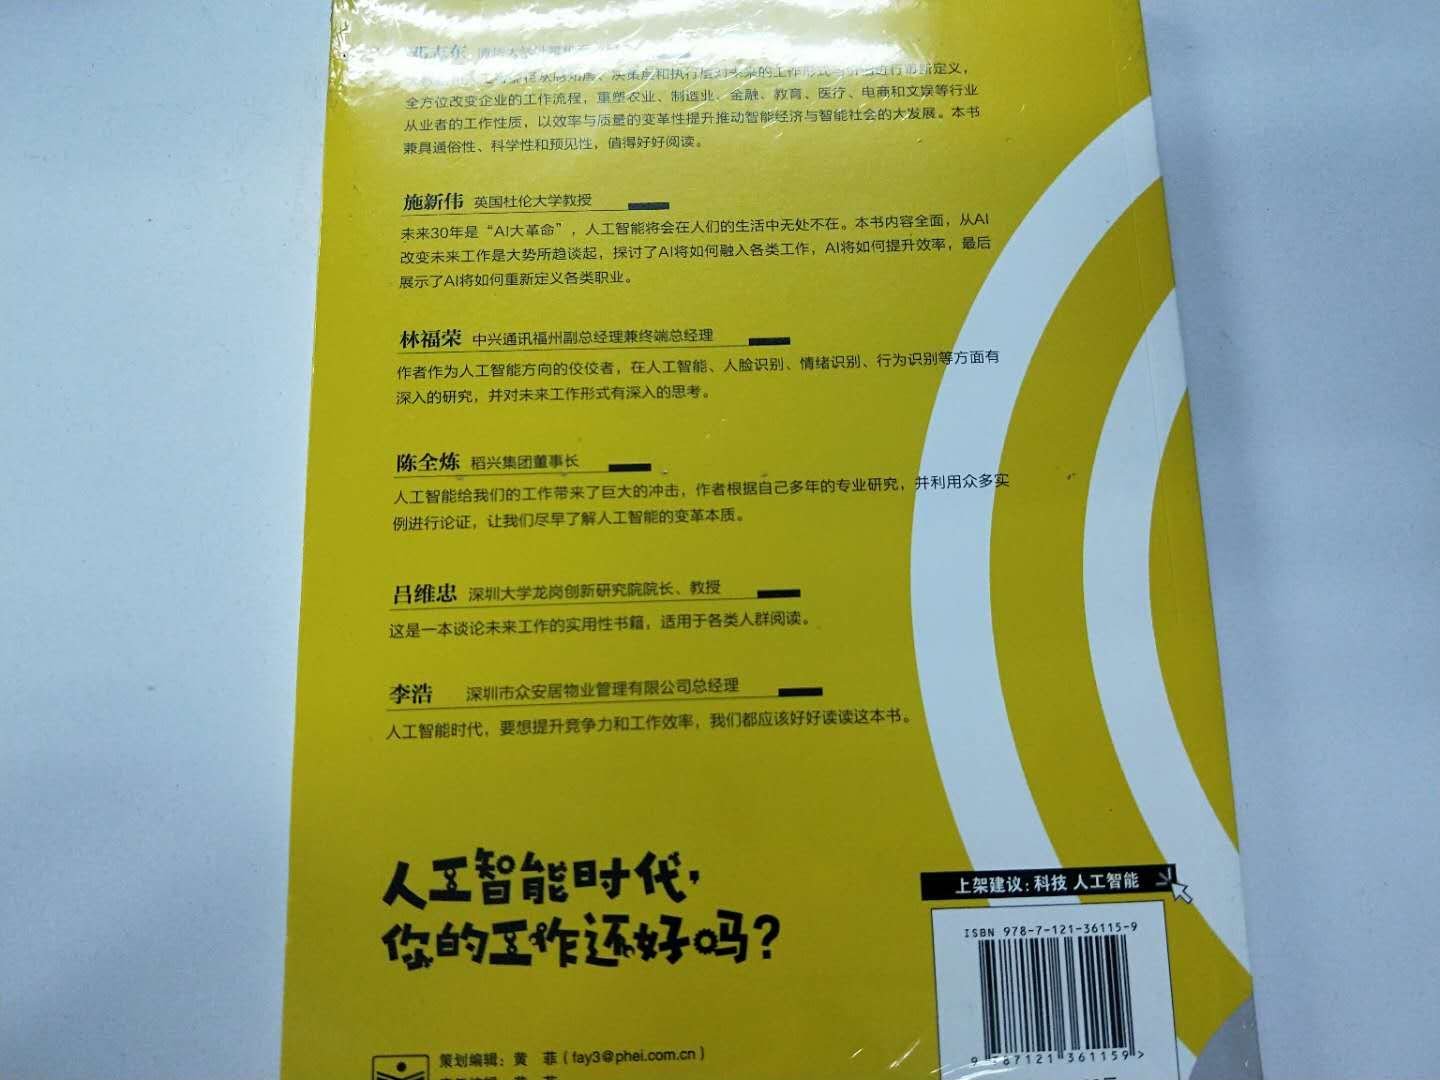 全方位改变企业的工作流程，重塑农业、制造业、金融、教育、医疗、电商和文娱等行业
从业者的工作性质，以效率与质量的变革性提升推动智能经济与智能社会的大发展。本书
兼具通俗性、科学性和预见性，值得好好阅读。
施新伟 英国杜伦大学教授
未来30年是“AI大革命”，人工智能将会在人们的生活中无处不在。本书内容全面，从AI
改变未来工作是大势所趋谈起，探讨了AI将如何融入各类工作，AI将如何提升效率，最后
展示了AI将如何重新定义各类职业。
林福荣 中兴通讯福州副总经理兼终端总经理
作者作为人工智能方向的佼佼者，在人工智能、人脸识别、情绪识别、行为识别等方面有
深入的研究，并对未来工作形式有深入的思考。
陈全炼 稻兴集团董事长
人工智能给我们的工作带来了巨大的冲击，作者根据自己多年的专业研究，并利用众多实
例进行论证，让我们尽早了解人工智能的变革本质。
吕维忠 深圳大学龙岗创新研究院院长、教授
这是一本谈论未来工作的实用性书籍，适用于各类人群阅读。
李浩 深圳市众安居物业管理有限公司总经理
人工智能时代，要想提升竞争力和工作效率，我们都应该好好读读这本书。
人工智能时代，
你的工作还好吗？
上架建议：科技 人工智能
ISBN 978-7-121-36115-9
9 787121 361159 >
策划编辑：黄 菲（fay3@phei.com.cn）